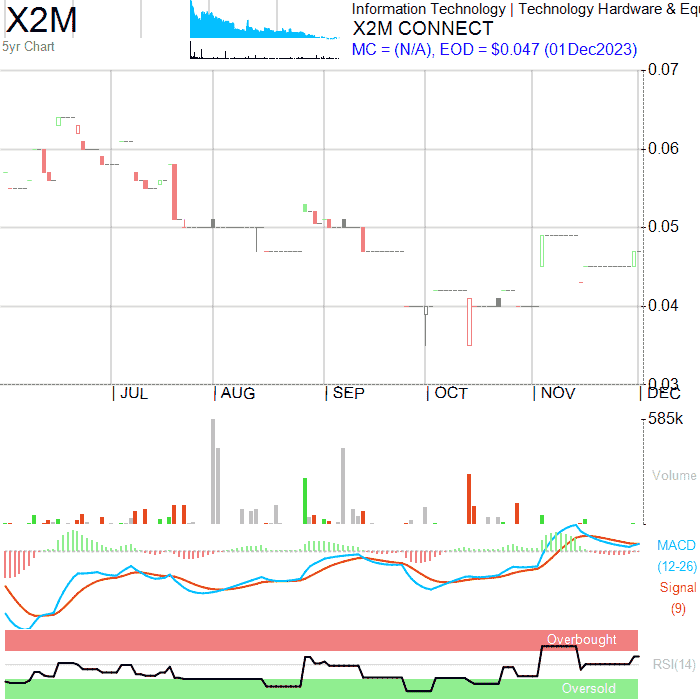 X2M
5yr Chart
Information Technology | Technology Hardware & Equ
X2M CONNECT
MC = (N/A), EOD = $0.047 (01Dec2023)
0.07
0.06
0.05
0.04
0.03
| JUL | AUG | SEP | OCT | NOV | DEC
585k
Volume
MACD
(12-26)
Signal
(9)
Overbought
RSI(14)
Oversold